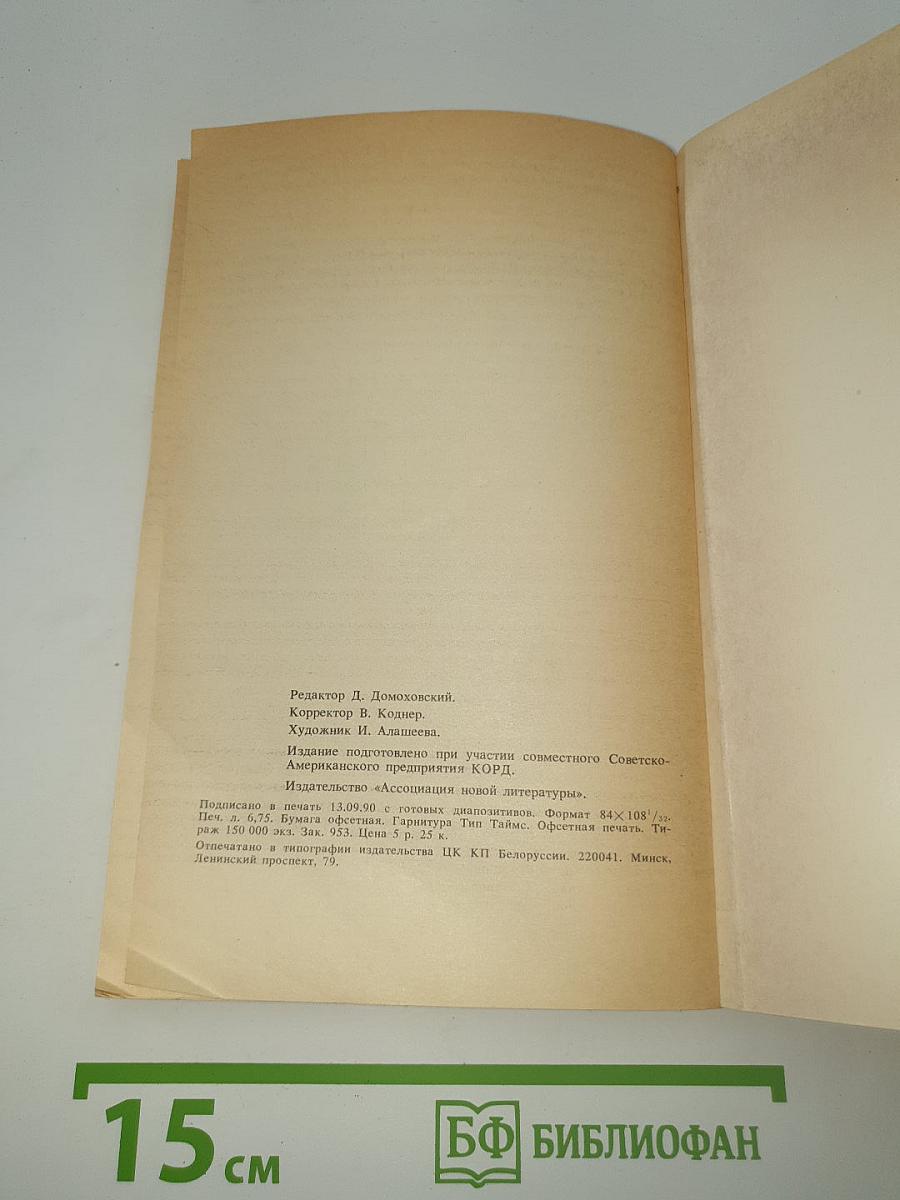 Редактор Д. Домоховский.
Корректор В. Коднер.
Художник И. Алашеева.
Издание подготовлено при участии совместного Советско-
Американского предприятия КОРД.
Издательство «Ассоциация новой литературы».
Подписано в печать 13.09.90 с готовых диапозитивов. Формат 84×108¹/₃₂.
Печ. л. 6,75. Бумага офсетная. Гарнитура Тип Таймс. Офсетная печать. Ти-
раж 150 000 экз. Зак. 953. Цена 5 р. 25 к.
Отпечатано в типографии издательства ЦК КП Белоруссии. 220041. Минск,
Ленинский проспект, 79.
15 см
БФ БИБЛИОФАН